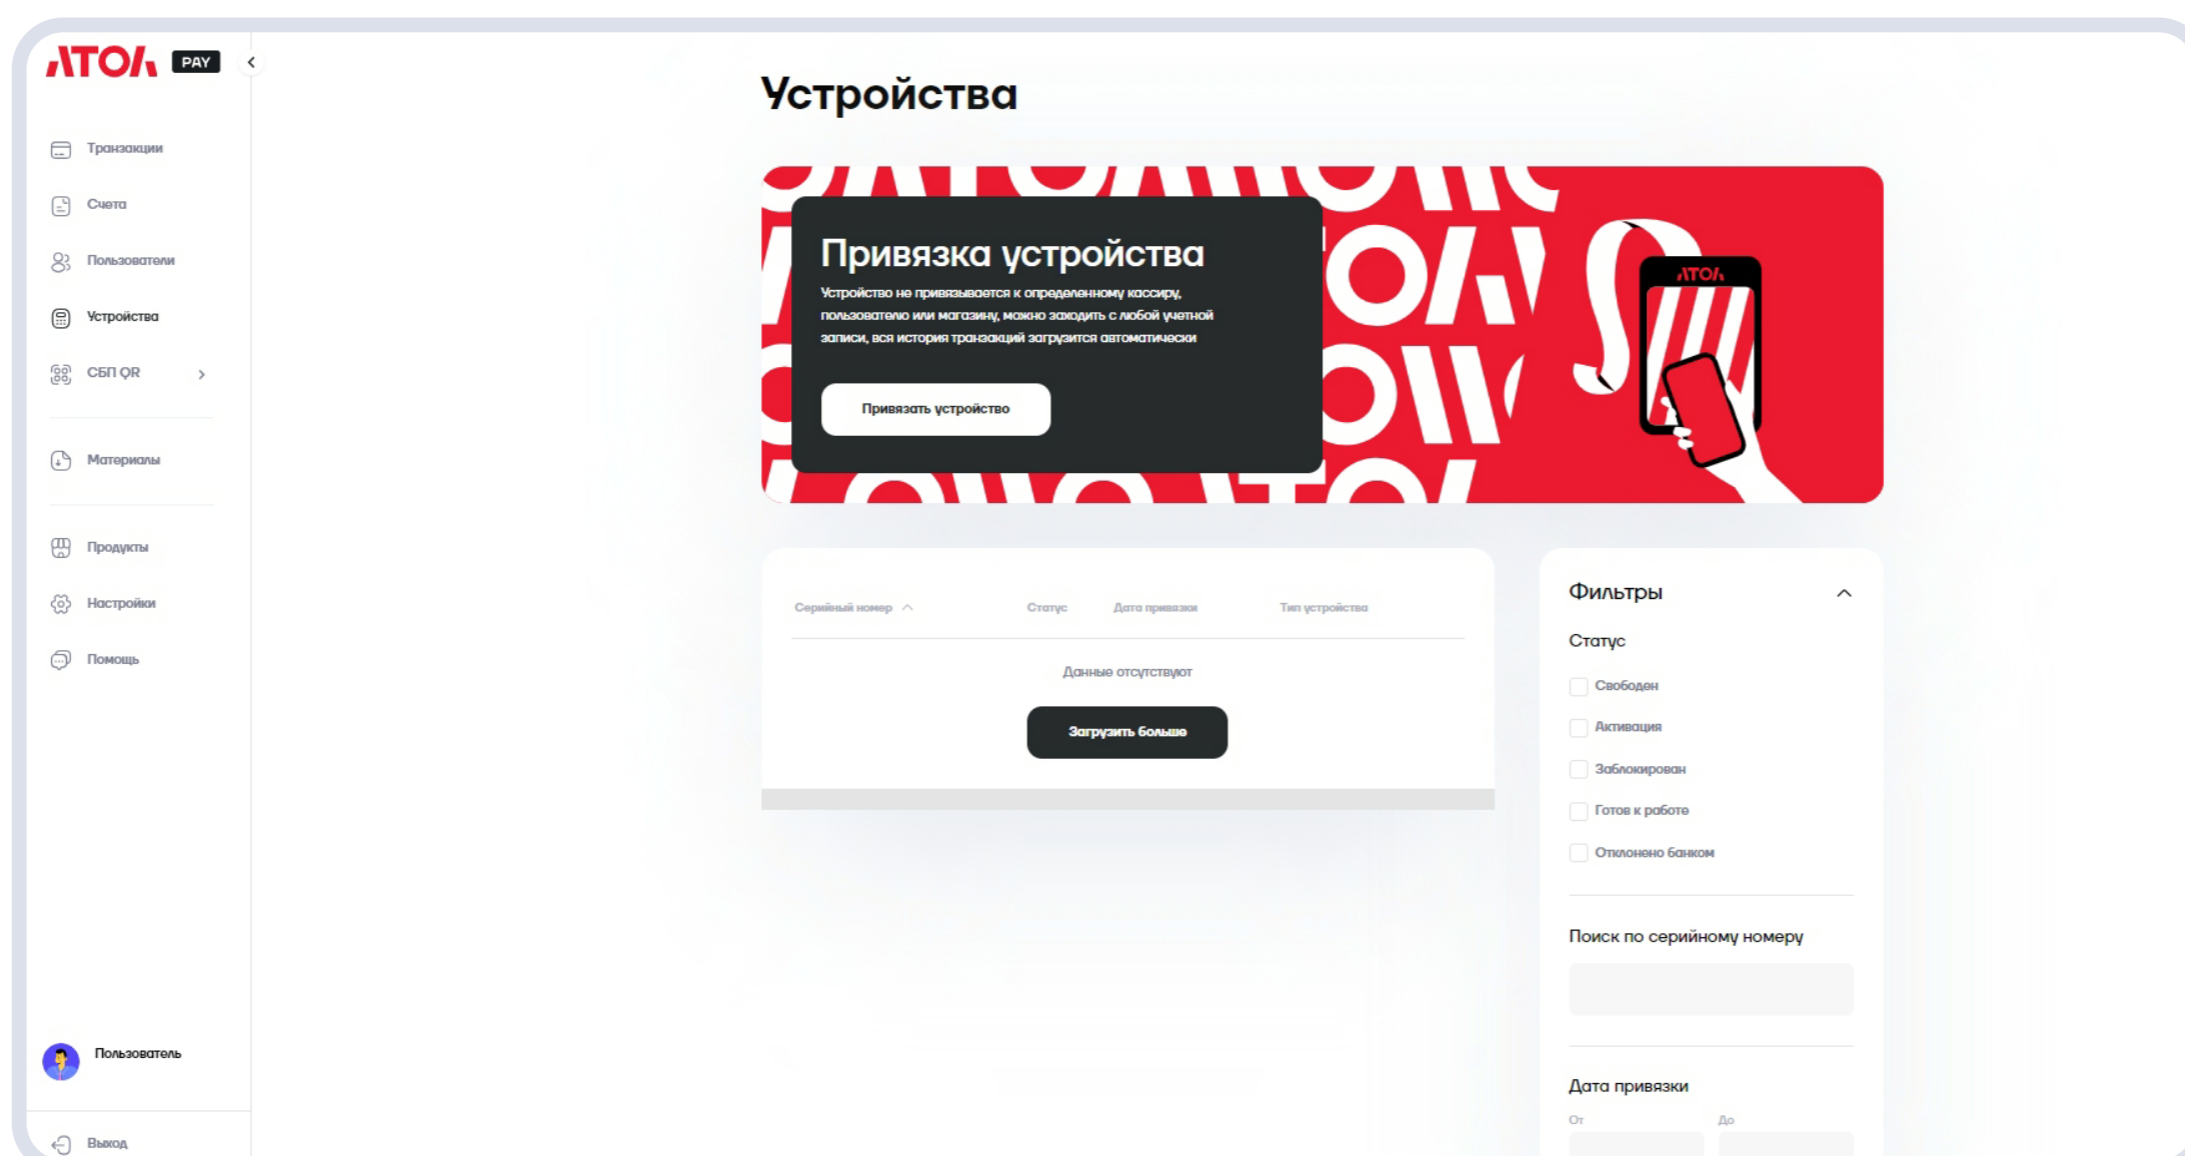 АТОЛ PAY
Транзакции
Счета
Пользователи
Устройства
СБП QR
Материалы
Продукты
Настройки
Помощь
Пользователь
Выход
Устройства
Привязка устройства
Устройство не привязывается к определенному кассиру,
пользователю или магазину, можно заходить с любой учетной
записи, вся история транзакций загрузится автоматически
Привязать устройство
АТОЛ
Серийный номер Статус Дата привязки Тип устройства
Данные отсутствуют
Загрузить больше
Фильтры
Статус
Свободен
Активация
Заблокирован
Готов к работе
Отклонено банком
Поиск по серийному номеру
Дата привязки
От До